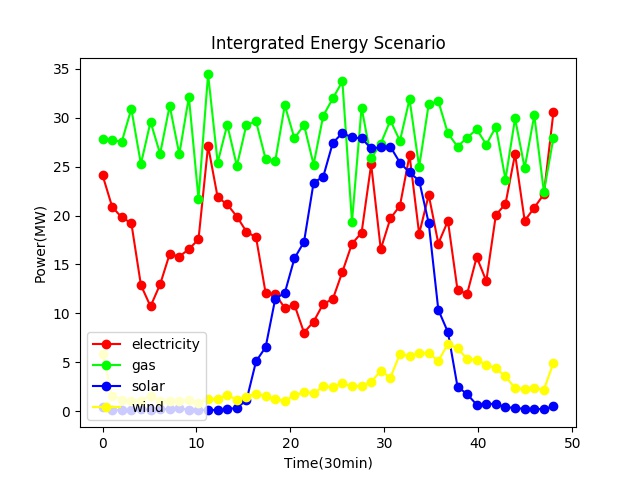 Intergrated Energy Scenario
Power(MW)
35
30
25
20
15
10
5
0
electricity
gas
solar
wind
0 10 20 30 40 50
Time(30min)